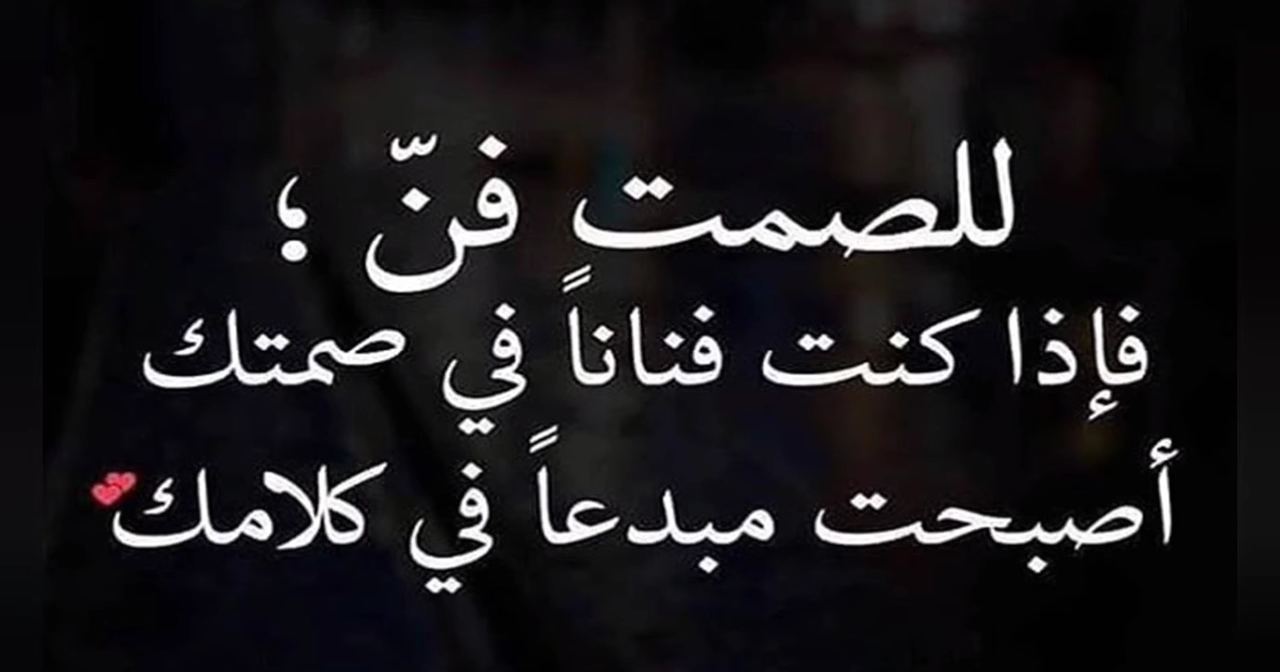 للصمت فنّ ؛
فإذا كنت فناناً في صمتك
أصبحت مبدعاً في كلامك💕